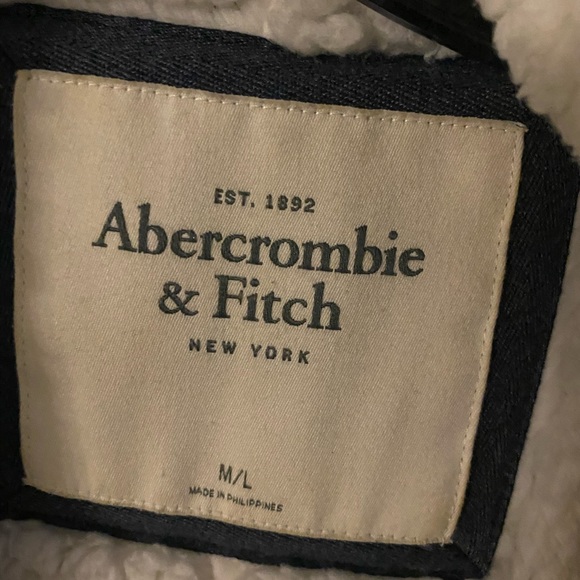 EST. 1892
Abercrombie
& Fitch
NEW YORK
M/L
MADE IN PHILIPPINES